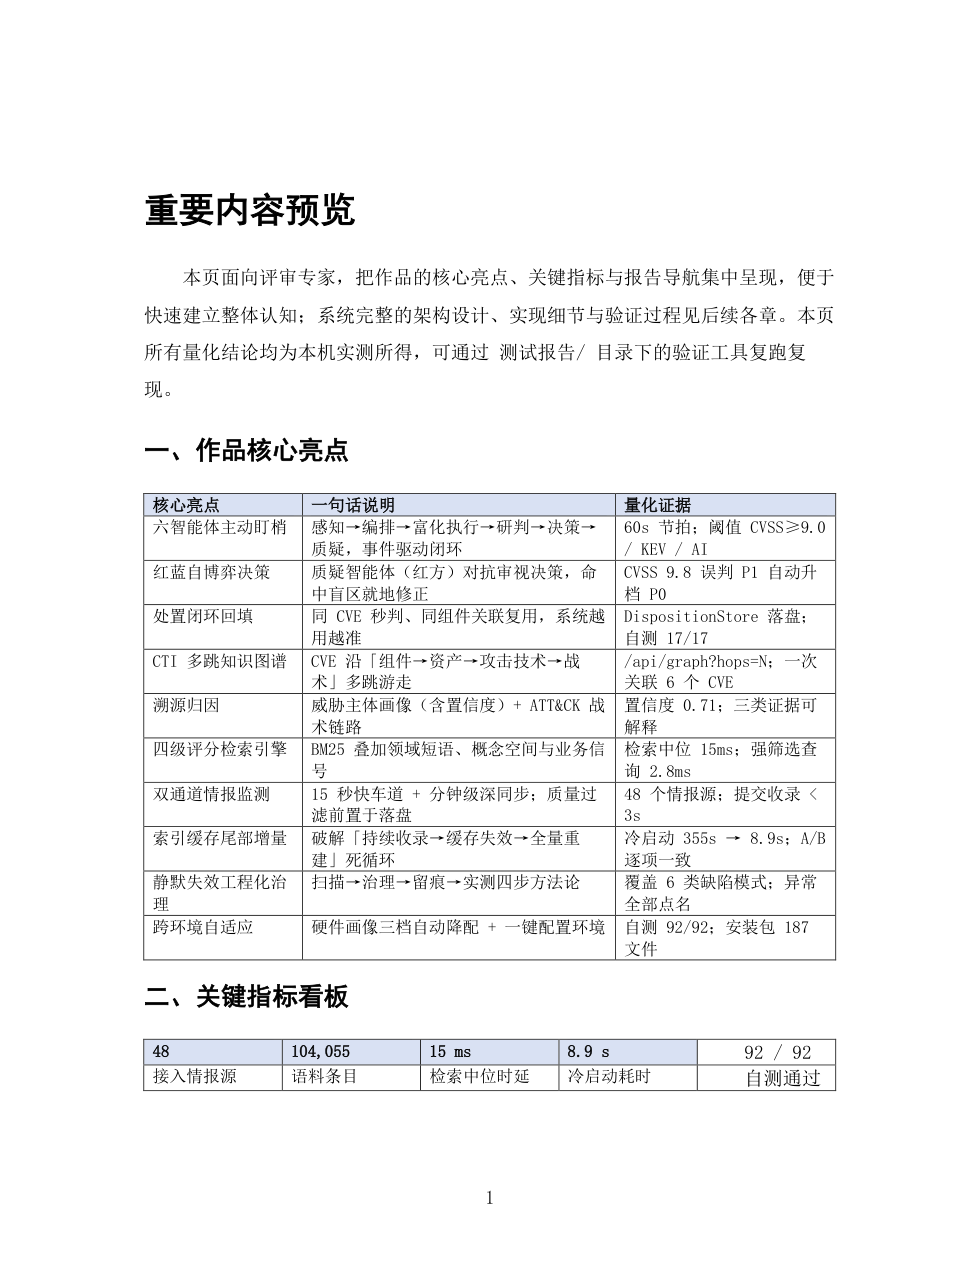 重要内容预览
本页面向评审专家，把作品的核心亮点、关键指标与报告导航集中呈现，便于
快速建立整体认知；系统完整的架构设计、实现细节与验证过程见后续各章。本页
所有量化结论均为本机实测所得，可通过 测试报告/ 目录下的验证工具复跑复
现。
一、作品核心亮点
核心亮点 一句话说明 量化证据
六智能体主动盯梢 感知→编排→富化执行→研判→决策→ 60s 节拍；阈值 CVSS≥9.0
质疑，事件驱动闭环 / KEV / AI
红蓝自博弈决策 质疑智能体（红方）对抗审视决策，命 CVSS 9.8 误判 P1 自动升
中盲区就地修正 档 P0
处置闭环回填 同 CVE 秒判、同组件关联复用，系统越 DispositionStore 落盘；
用越准 自测 17/17
CTI 多跳知识图谱 CVE 沿「组件→资产→攻击技术→战 /api/graph?hops=N；一次
术」多跳游走 关联 6 个 CVE
溯源归因 威胁主体画像（含置信度）+ ATT&CK 战 置信度 0.71；三类证据可
术链路 解释
四级评分检索引擎 BM25 叠加领域短语、概念空间与业务信 检索中位 15ms；强筛选查
号 询 2.8ms
双通道情报监测 15 秒快车道 + 分钟级深同步；质量过 48 个情报源；提交收录 <
滤前置于落盘 3s
索引缓存尾部增量 破解「持续收录→缓存失效→全量重 冷启动 355s → 8.9s；A/B
建」死循环 逐项一致
静默失效工程化治 扫描→治理→留痕→实测四步方法论 覆盖 6 类缺陷模式；异常
理 全部点名
跨环境自适应 硬件画像三档自动降配 + 一键配置环境 自测 92/92；安装包 187
文件
二、关键指标看板
48 104,055 15 ms 8.9 s 92 / 92
接入情报源 语料条目 检索中位时延 冷启动耗时 自测通过
1